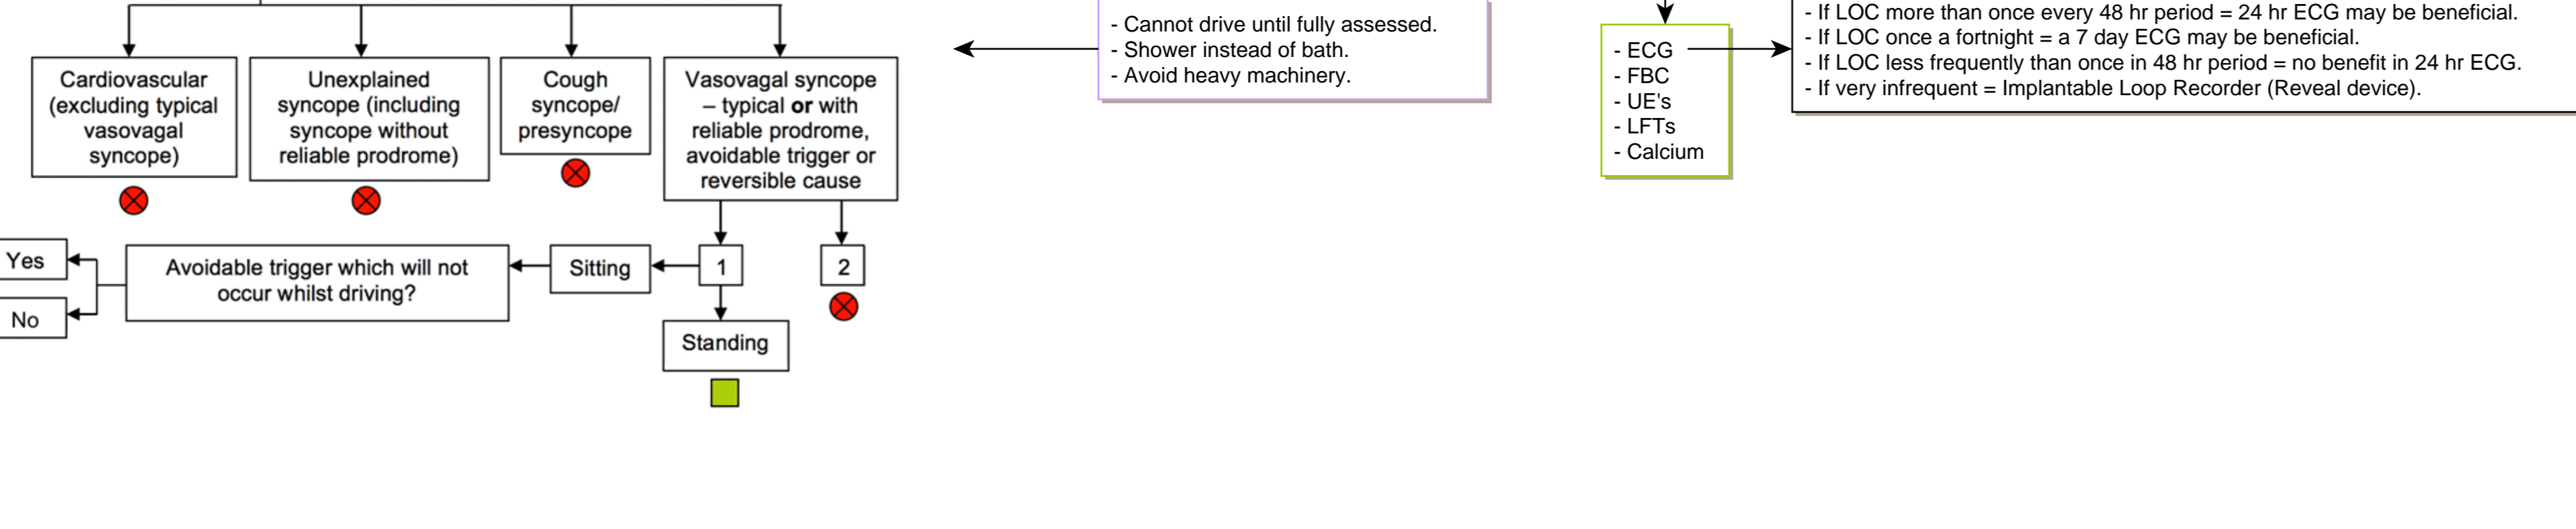 Cardiovascular
(excluding typical
vasovagal
syncope)
Unexplained
syncope (including
syncope without
reliable prodrome)
Cough
syncope/
presyncope
Vasovagal syncope
– typical or with
reliable prodrome,
avoidable trigger or
reversible cause
Yes
No
Avoidable trigger which will not
occur whilst driving?
Sitting
1
2
Standing
- Cannot drive until fully assessed.
- Shower instead of bath.
- Avoid heavy machinery.
- ECG
- FBC
- UE's
- LFTs
- Calcium
- If LOC more than once every 48 hr period = 24 hr ECG may be beneficial.
- If LOC once a fortnight = a 7 day ECG may be beneficial.
- If LOC less frequently than once in 48 hr period = no benefit in 24 hr ECG.
- If very infrequent = Implantable Loop Recorder (Reveal device).